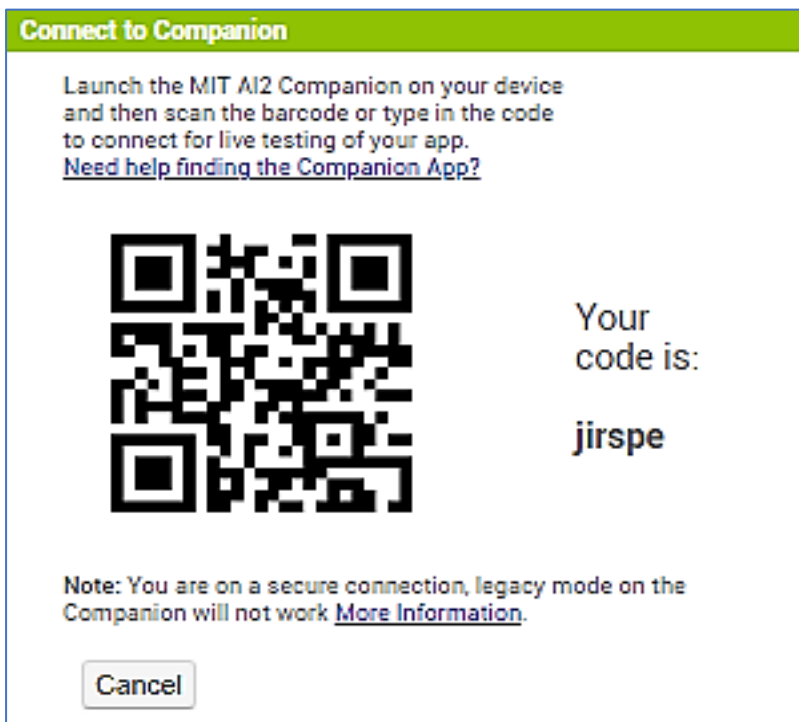 Connect to Companion
Launch the MIT AI2 Companion on your device
and then scan the barcode or type in the code
to connect for live testing of your app.
Need help finding the Companion App?
Your
code is:
jirspe
Note: You are on a secure connection, legacy mode on the
Companion will not work More Information.
Cancel